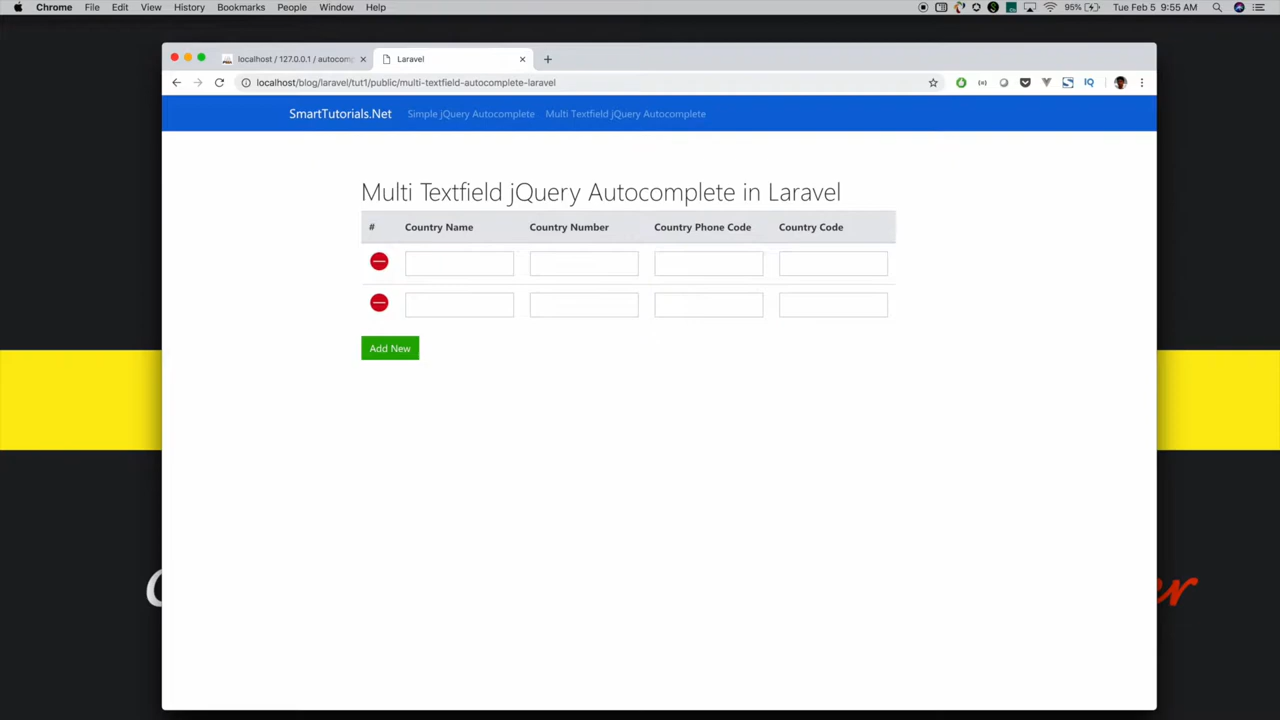 Chrome File Edit View History Bookmarks People Window Help 95% Tue Feb 5 9:55 AM
localhost / 127.0.0.1 / autocomp Laravel
localhost/blog/laravel/tut1/public/multi-textfield-autocomplete-laravel IQ
SmartTutorials.Net Simple jQuery Autocomplete Multi Textfield jQuery Autocomplete
Multi Textfield jQuery Autocomplete in Laravel
# Country Name Country Number Country Phone Code Country Code
Add New
er